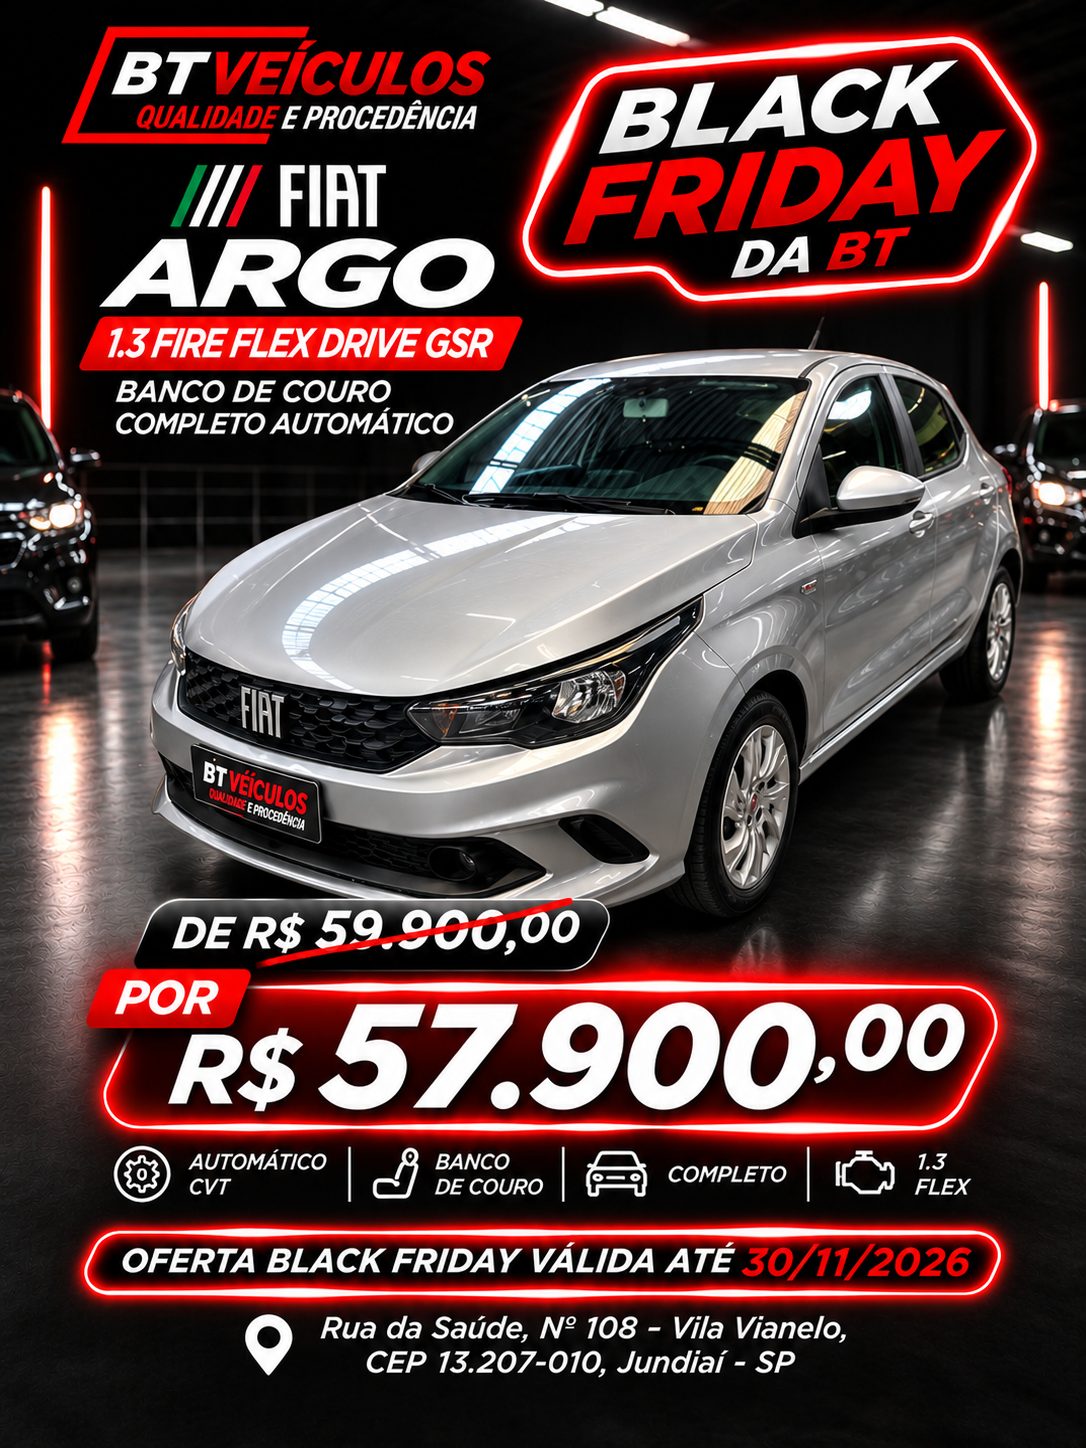 BT VEÍCULOS
QUALIDADE E PROCEDÊNCIA
BLACK
FRIDAY
DA BT
FIAT
ARGO
1.3 FIRE FLEX DRIVE GSR
BANCO DE COURO
COMPLETO AUTOMÁTICO
FIAT
BT VEÍCULOS
QUALIDADE E PROCEDÊNCIA
DE R$ 59.900,00
POR
R$ 57.900,00
AUTOMÁTICO
CVT
BANCO
DE COURO
COMPLETO
1.3
FLEX
OFERTA BLACK FRIDAY VÁLIDA ATÉ 30/11/2026
Rua da Saúde, Nº 108 - Vila Vianelo,
CEP 13.207-010, Jundiaí - SP